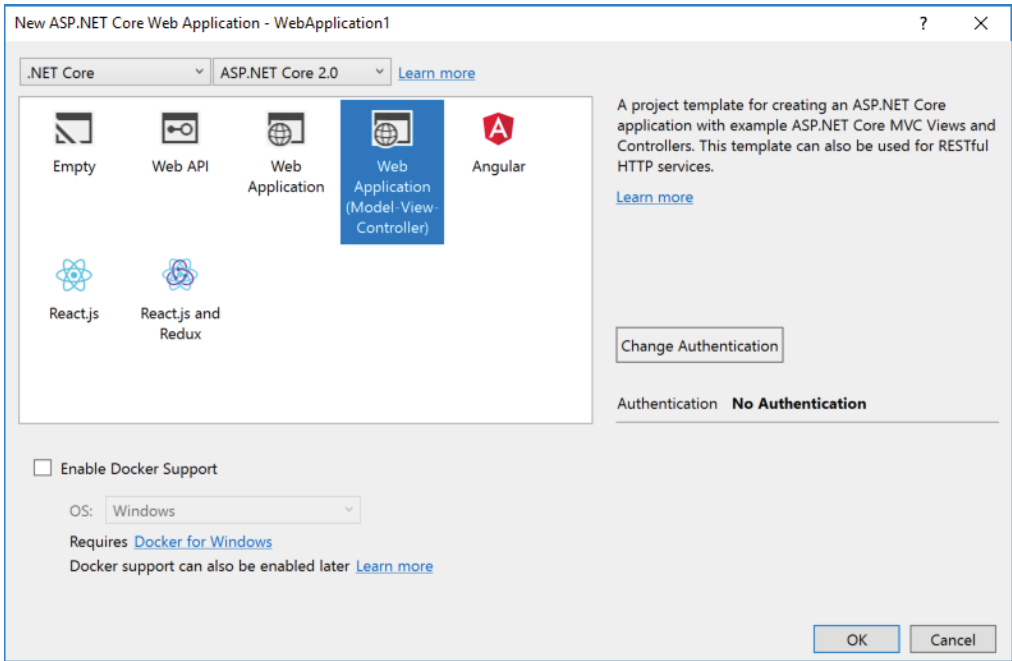 New ASP.NET Core Web Application - WebApplication1
.NET Core
ASP.NET Core 2.0
Learn more
Empty
Web API
Web
Application
Web
Application
(Model-View-
Controller)
Angular
React.js
React.js and
Redux
A project template for creating an ASP.NET Core
application with example ASP.NET Core MVC Views and
Controllers. This template can also be used for RESTful
HTTP services.
Learn more
Change Authentication
Authentication No Authentication
Enable Docker Support
OS: Windows
Requires Docker for Windows
Docker support can also be enabled later Learn more
OK
Cancel